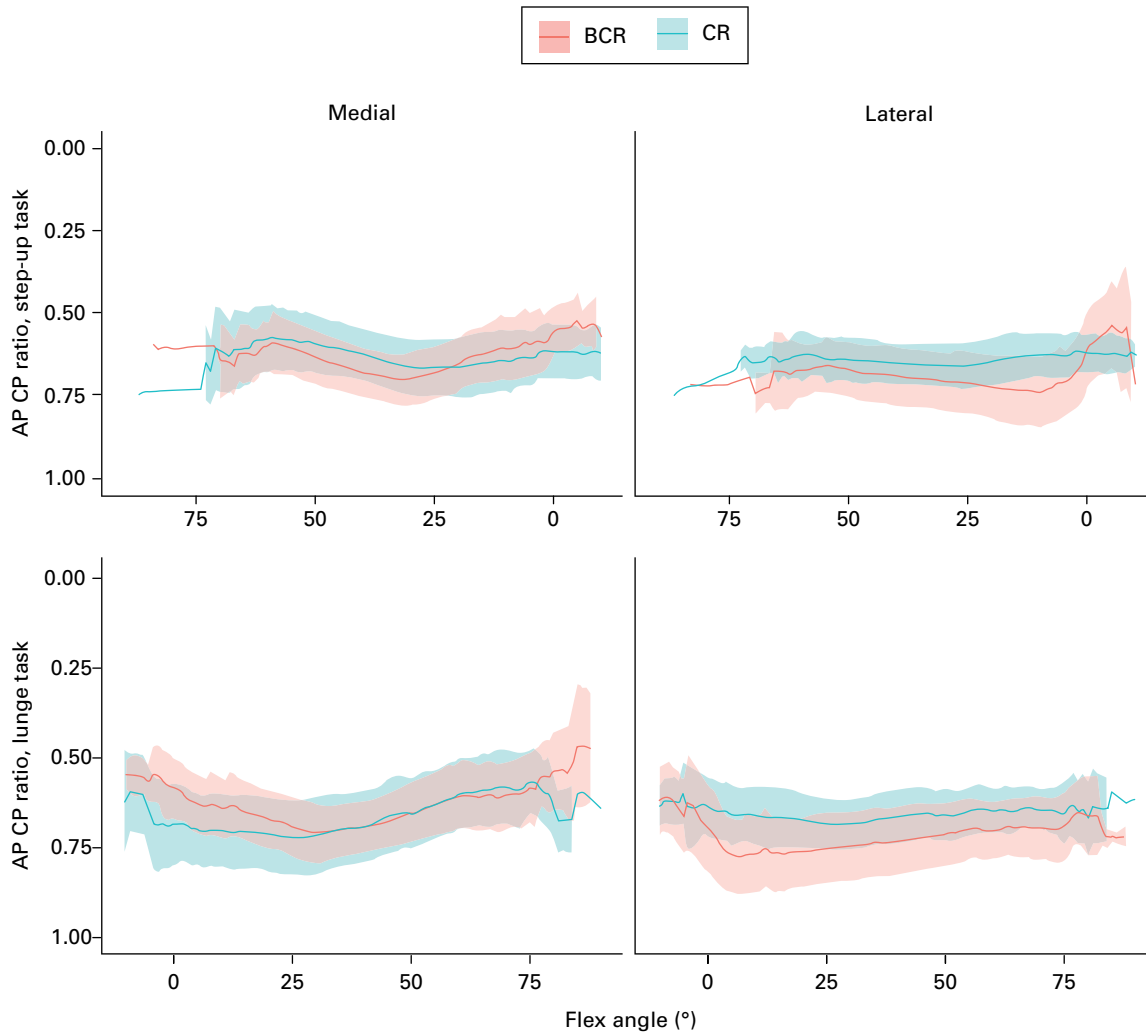 BCR CR
Medial Lateral
AP CP ratio, step-up task
0.00
0.25
0.50
0.75
1.00
75 50 25 0 75 50 25 0
AP CP ratio, lunge task
0.00
0.25
0.50
0.75
1.00
0 25 50 75 0 25 50 75
Flex angle (°)